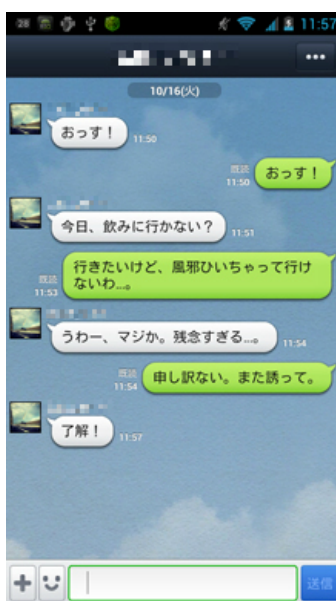 28
11:57
10/16(火)
おっす！
11:50
既読
11:50
おっす！
今日、飲みに行かない？
11:51
行きたいけど、風邪ひいちゃって行け
ないわ…。
既読
11:53
うわー、マジか。残念すぎる…。
11:54
既読
11:54
申し訳ない。また誘って。
了解！
11:57
送信